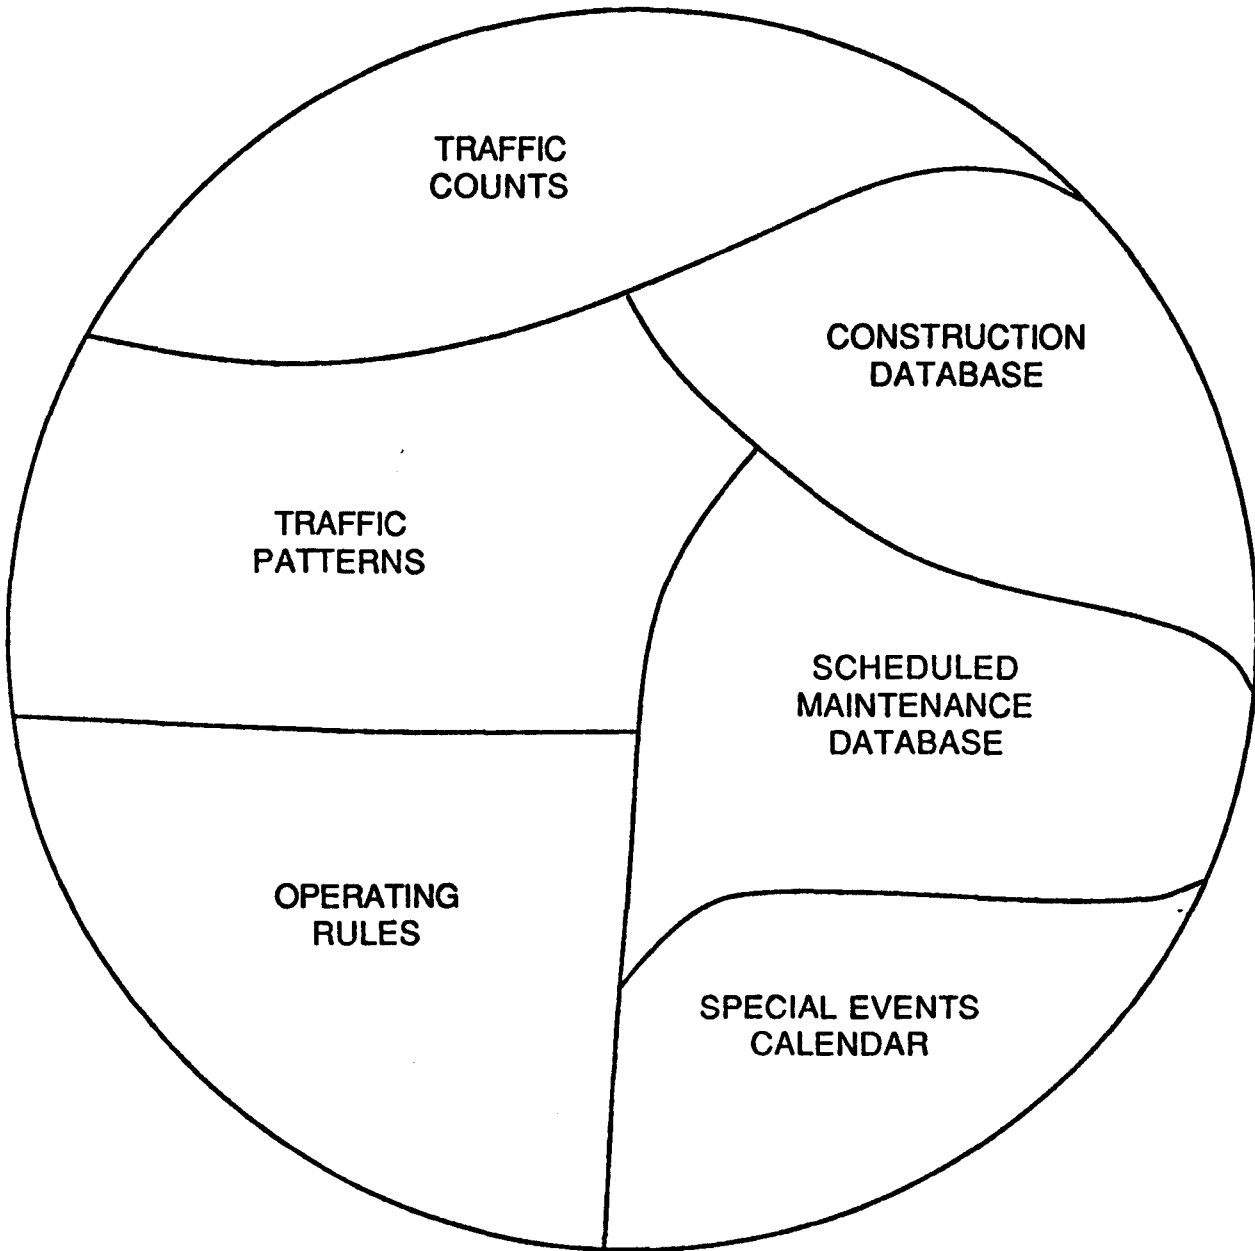 TRAFFIC
COUNTS
CONSTRUCTION
DATABASE
TRAFFIC
PATTERNS
SCHEDULED
MAINTENANCE
DATABASE
OPERATING
RULES
SPECIAL EVENTS
CALENDAR